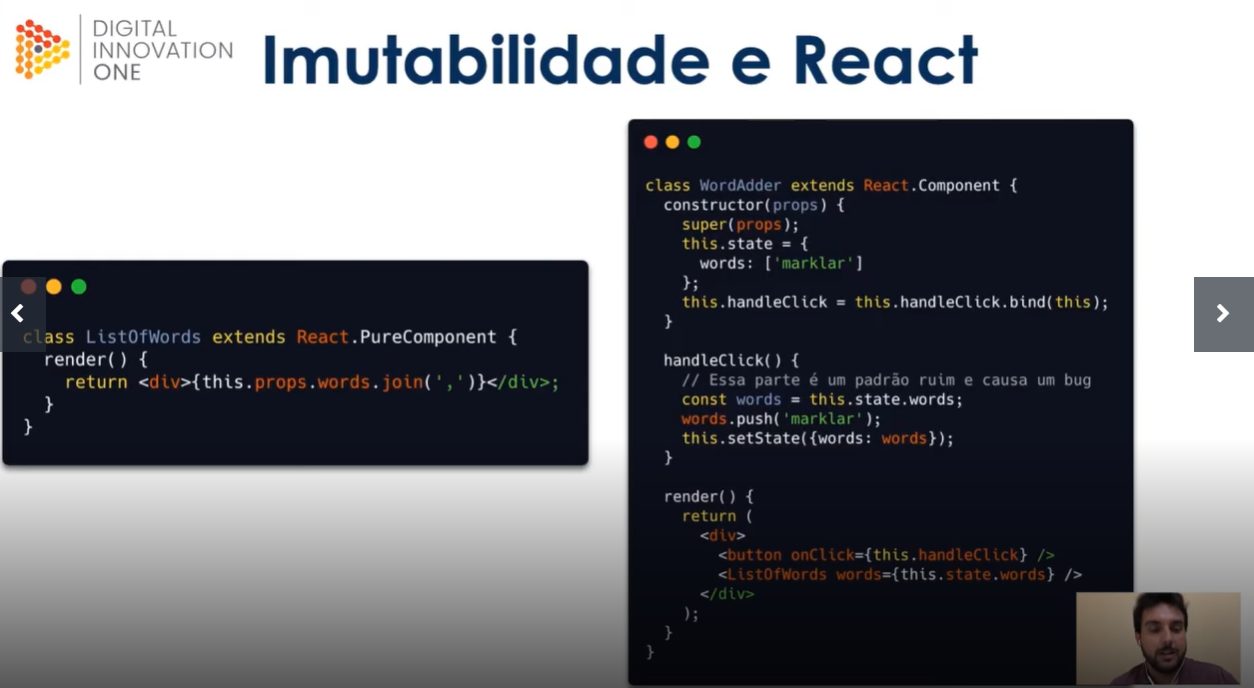 DIGITAL
INNOVATION
ONE
Imutabilidade e React
class ListOfWords extends React.PureComponent {
  render() {
    return <div>{this.props.words.join(',')}</div>;
  }
}
class WordAdder extends React.Component {
  constructor(props) {
    super(props);
    this.state = {
      words: ['marklar']
    };
    this.handleClick = this.handleClick.bind(this);
  }
  handleClick() {
    // Essa parte é um padrão ruim e causa um bug
    const words = this.state.words;
    words.push('marklar');
    this.setState({words: words});
  }
  render() {
    return (
      <div>
        <button onClick={this.handleClick} />
        <ListOfWords words={this.state.words} />
      </div>
    );
  }
}